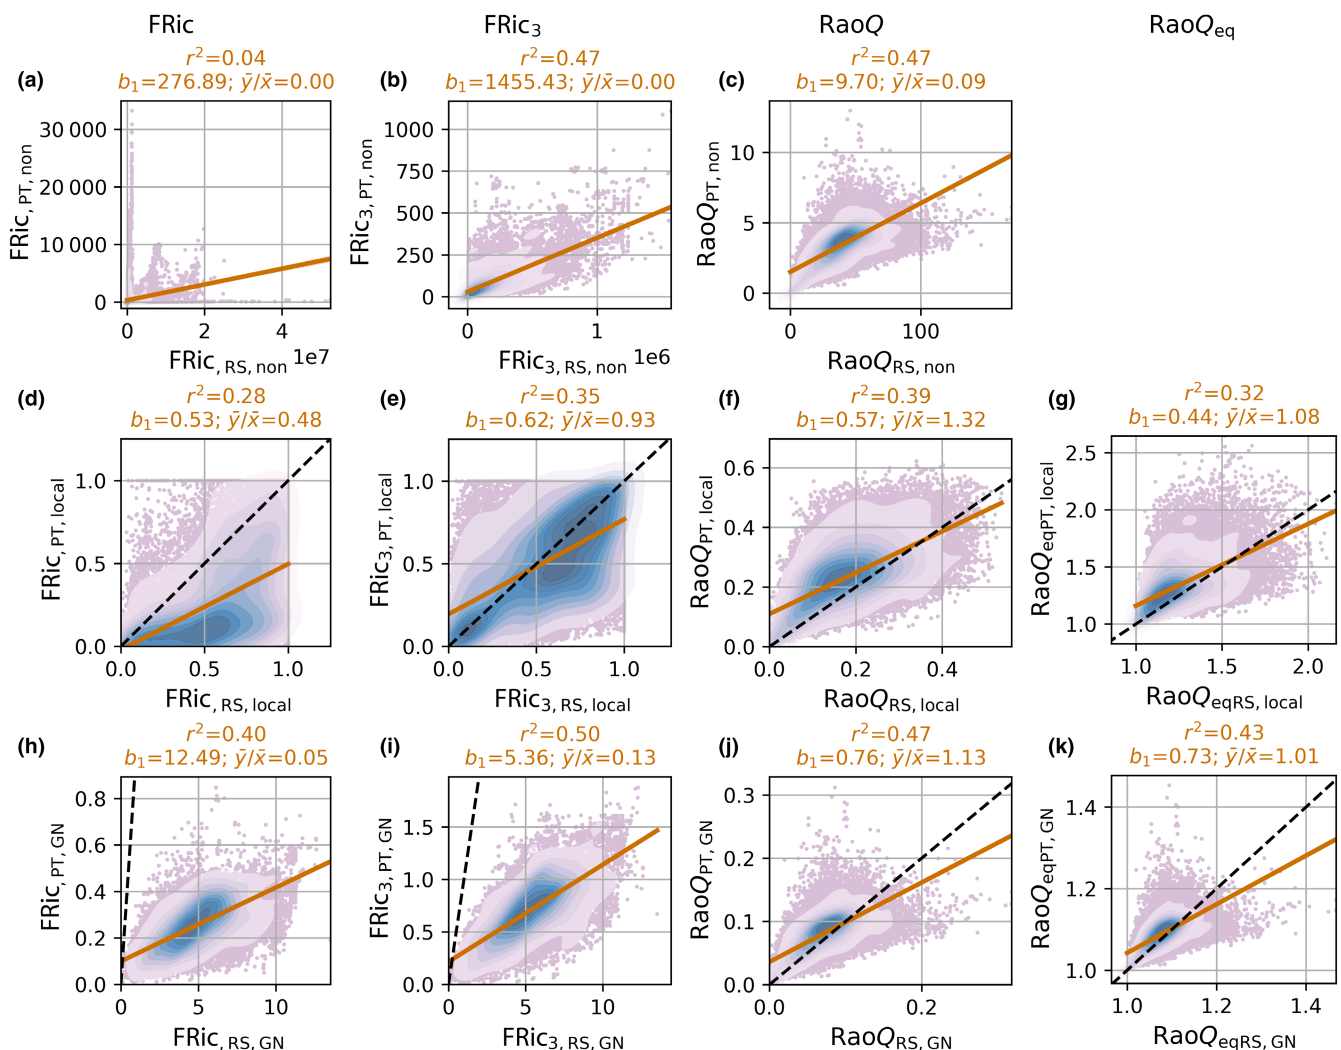 FRic FRic₃ RaoQ RaoQeq
r²=0.04
(a) b₁=276.89; ȳ/x̄=0.00
30 000
20 000
10 000
0
FRic, PT, non
0 2 4
FRic, RS, non 1e7
r²=0.47
(b) b₁=1455.43; ȳ/x̄=0.00
1000
750
500
250
0
FRic₃, PT, non
0 1
FRic₃, RS, non 1e6
r²=0.47
(c) b₁=9.70; ȳ/x̄=0.09
10
5
0
RaoQPT, non
0 100
RaoQRS, non
r²=0.28
(d) b₁=0.53; ȳ/x̄=0.48
1.0
0.5
0.0
FRic, PT, local
0.0 0.5 1.0
FRic, RS, local
r²=0.35
(e) b₁=0.62; ȳ/x̄=0.93
1.0
0.5
0.0
FRic₃, PT, local
0.0 0.5 1.0
FRic₃, RS, local
r²=0.39
(f) b₁=0.57; ȳ/x̄=1.32
0.6
0.4
0.2
0.0
RaoQPT, local
0.0 0.2 0.4
RaoQRS, local
r²=0.32
(g) b₁=0.44; ȳ/x̄=1.08
2.5
2.0
1.5
1.0
RaoQeqPT, local
1.0 1.5 2.0
RaoQeqRS, local
r²=0.40
(h) b₁=12.49; ȳ/x̄=0.05
0.8
0.6
0.4
0.2
0.0
FRic, PT, GN
0 5 10
FRic, RS, GN
r²=0.50
(i) b₁=5.36; ȳ/x̄=0.13
1.5
1.0
0.5
0.0
FRic₃, PT, GN
0 5 10
FRic₃, RS, GN
r²=0.47
(j) b₁=0.76; ȳ/x̄=1.13
0.3
0.2
0.1
0.0
RaoQPT, GN
0.0 0.2
RaoQRS, GN
r²=0.43
(k) b₁=0.73; ȳ/x̄=1.01
1.4
1.2
1.0
RaoQeqPT, GN
1.0 1.2 1.4
RaoQeqRS, GN